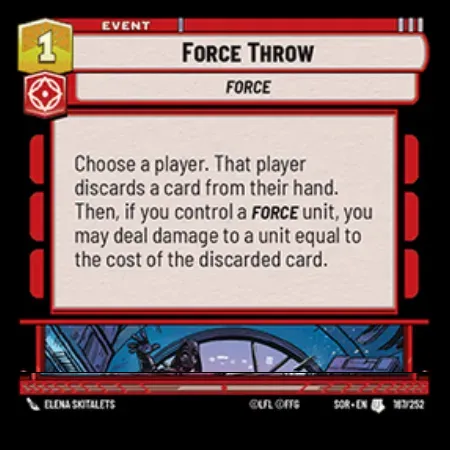 EVENT
1
FORCE THROW
FORCE
Choose a player. That player
discards a card from their hand.
Then, if you control a FORCE unit, you
may deal damage to a unit equal to
the cost of the discarded card.
ELENA SKITALETS ©LFL ©FFG SOR • EN 167/252